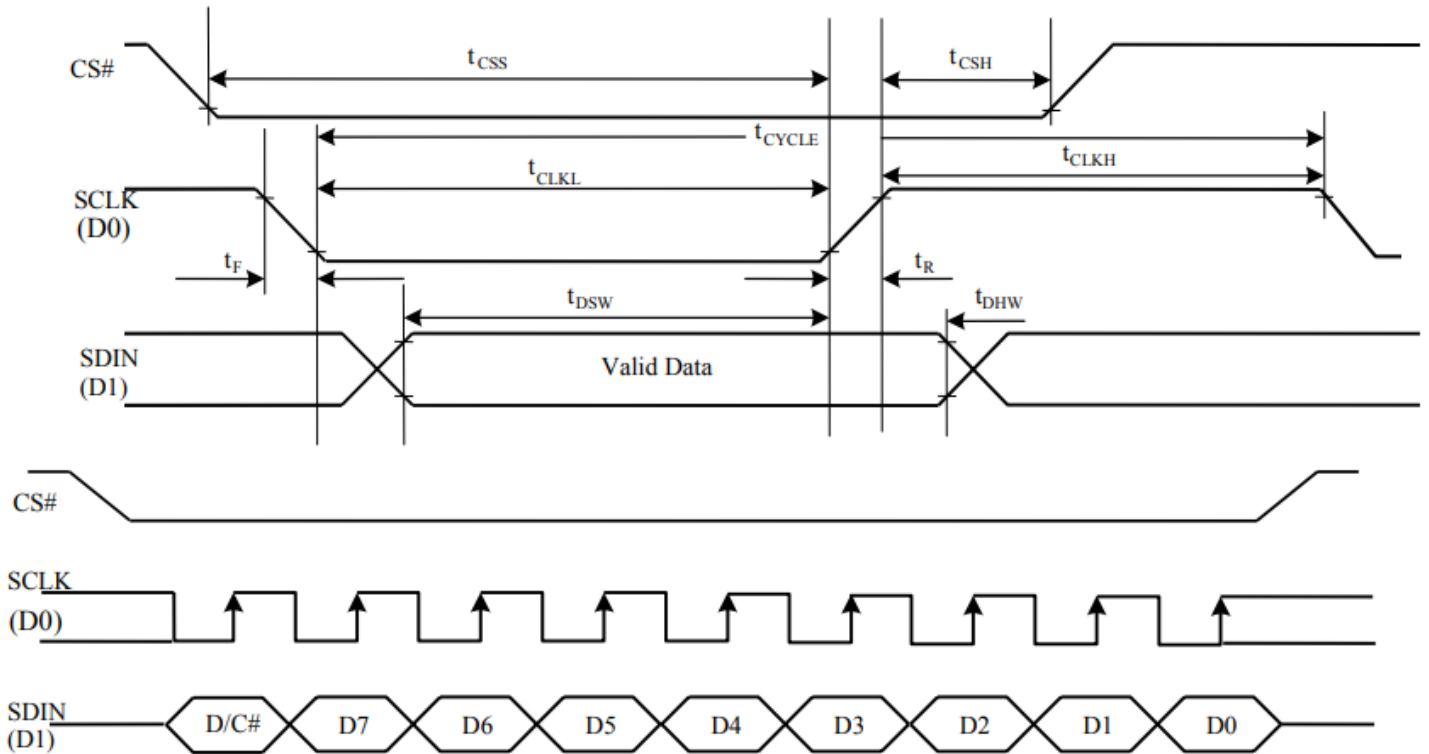 CS#
tCSS
tCSH
tCYCLE
tCLKH
tCLKL
SCLK
(D0)
tF
tR
tDSW
tDHW
SDIN
(D1)
Valid Data
CS#
SCLK
(D0)
SDIN
(D1)
D/C# D7 D6 D5 D4 D3 D2 D1 D0